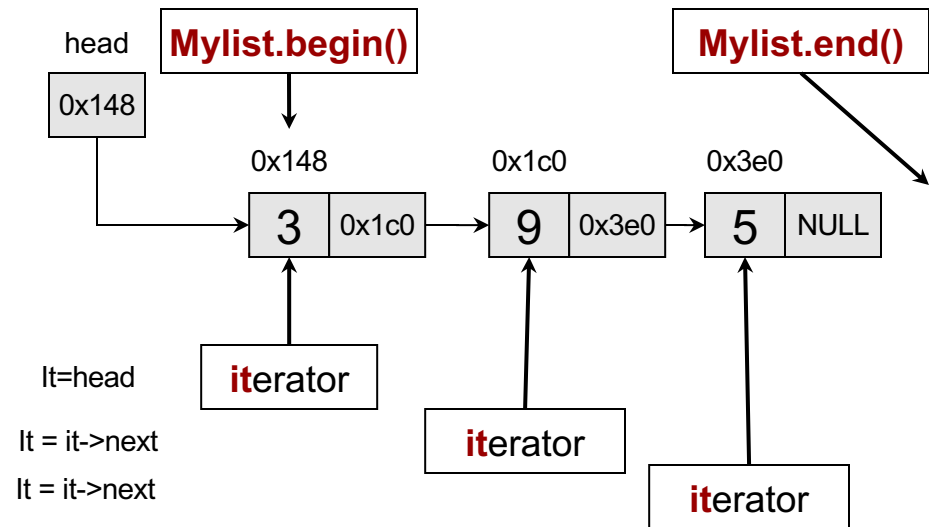 head
Mylist.begin()
Mylist.end()
0x148
0x148
0x1c0
0x3e0
3
0x1c0
9
0x3e0
5
NULL
It=head
iterator
It = it->next
iterator
It = it->next
iterator